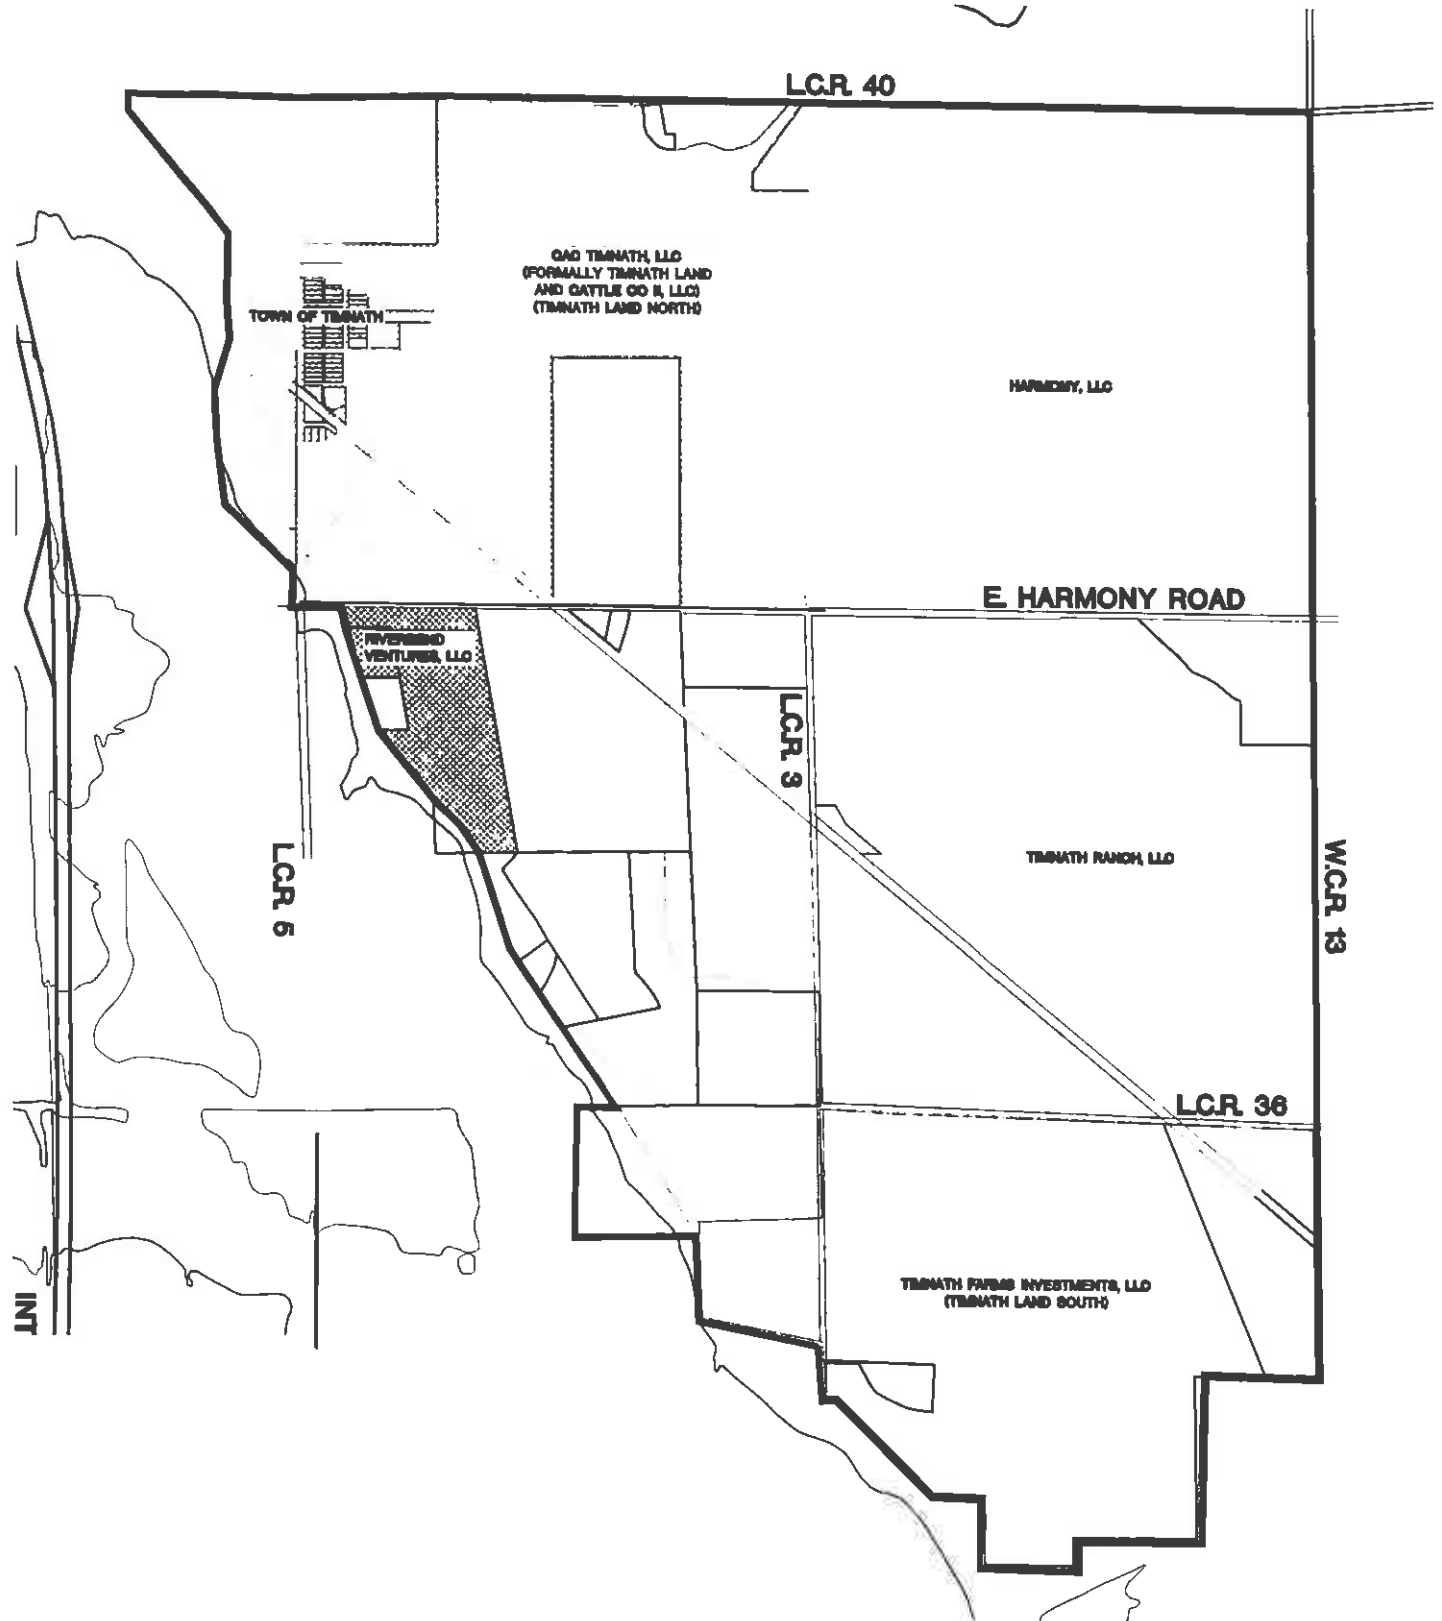 L.C.R. 40
GAC TIMNATH, LLC
(FORMALLY TIMNATH LAND
AND CATTLE CO II, LLC)
(TIMNATH LAND NORTH)
TOWN OF TIMNATH
HARMONY, LLC
E. HARMONY ROAD
RIVERBEND
VENTURES, LLC
L.C.R. 3
TIMNATH RANCH, LLC
L.C.R. 5
W.C.R. 13
L.C.R. 36
TIMNATH FARMS INVESTMENTS, LLC
(TIMNATH LAND SOUTH)
INT